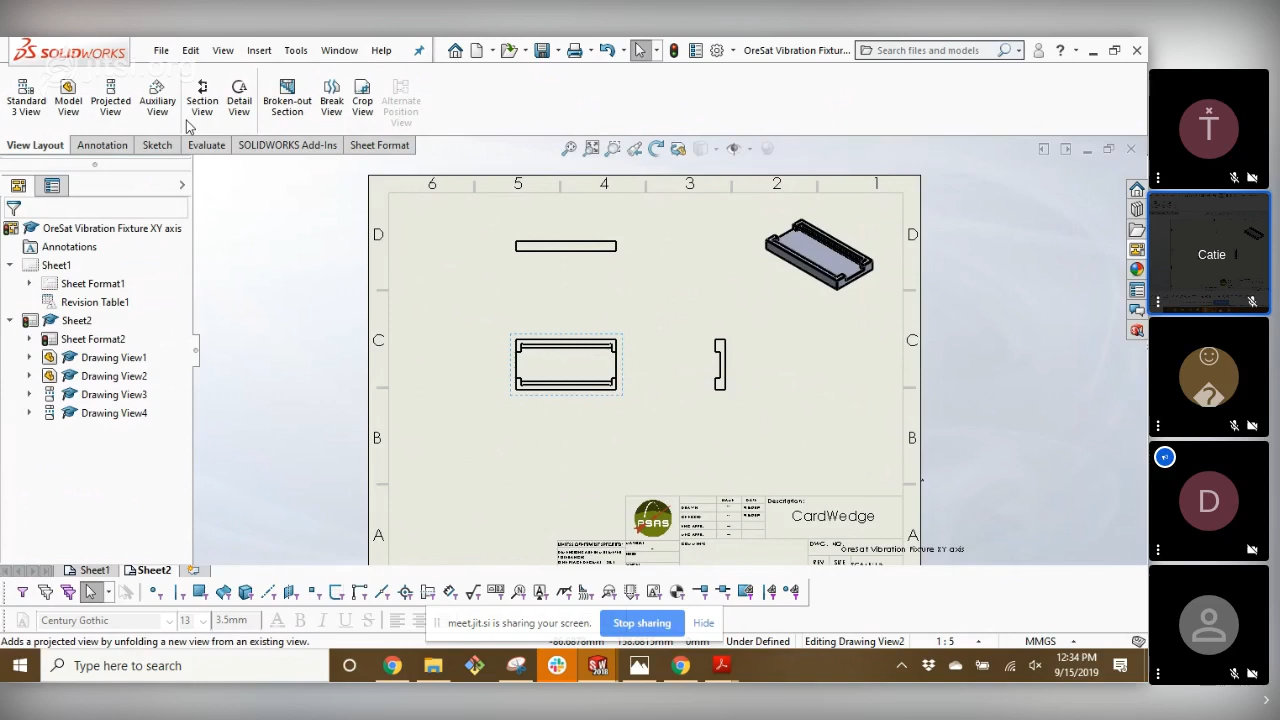 SOLIDWORKS
File Edit View Insert Tools Window Help
OreSat Vibration Fixtur...
Search files and models
Standard 3 View
Model View
Projected View
Auxiliary View
Section View
Detail View
Broken-out Section
Break View
Crop View
Alternate Position View
View Layout
Annotation
Sketch
Evaluate
SOLIDWORKS Add-Ins
Sheet Format
OreSat Vibration Fixture XY axis
Annotations
Sheet1
Sheet Format1
Revision Table1
Sheet2
Sheet Format2
Drawing View1
Drawing View2
Drawing View3
Drawing View4
6 5 4 3 2 1
D D
C C
B B
A A
PSAS
Description:
CardWedge
DWG. NO.
OreSat Vibration Fixture XY axis
REV
Sheet1 Sheet2
Century Gothic 13 3.5mm
B I U S
meet.jit.si is sharing your screen.
Stop sharing
Hide
Adds a projected view by unfolding a new view from an existing view.
Under Defined
Editing Drawing View2
1 : 5
MMGS
Type here to search
12:34 PM
9/15/2019
T
Catie
D